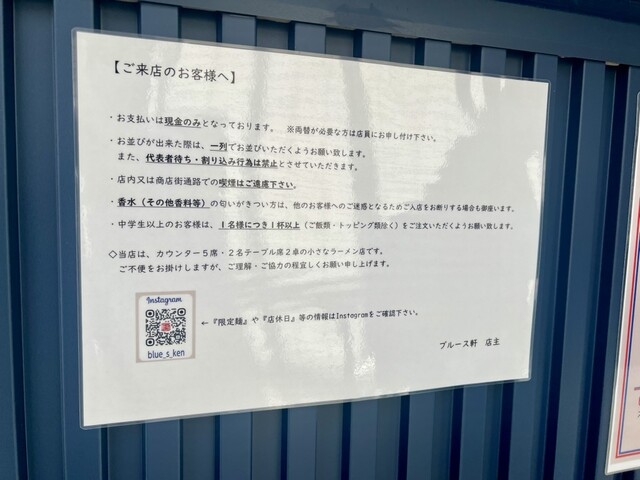 【ご来店のお客様へ】
・お支払いは現金のみとなっております。 ※両替が必要な方は店員にお申し付け下さい。
・お並びが出来た際は、一列でお並びいただくようお願い致します。
また、代表者待ち・割り込み行為は禁止とさせていただきます。
・店内又は商店街通路での喫煙はご遠慮下さい。
・香水（その他香料等）の匂いがきつい方は、他のお客様へのご迷惑となるためご入店をお断りする場合も御座います。
・中学生以上のお客様は、１名様につき１杯以上（ご飯類・トッピング類除く）をご注文いただくようお願い致します。
◇当店は、カウンター５席・２名テーブル席２卓の小さなラーメン店です。
ご不便をお掛けしますが、ご理解・ご協力の程宜しくお願い申し上げます。
Instagram
blue_s_ken
←『限定麺』や『店休日』等の情報はInstagramをご確認下さい。
ブルース軒 店主